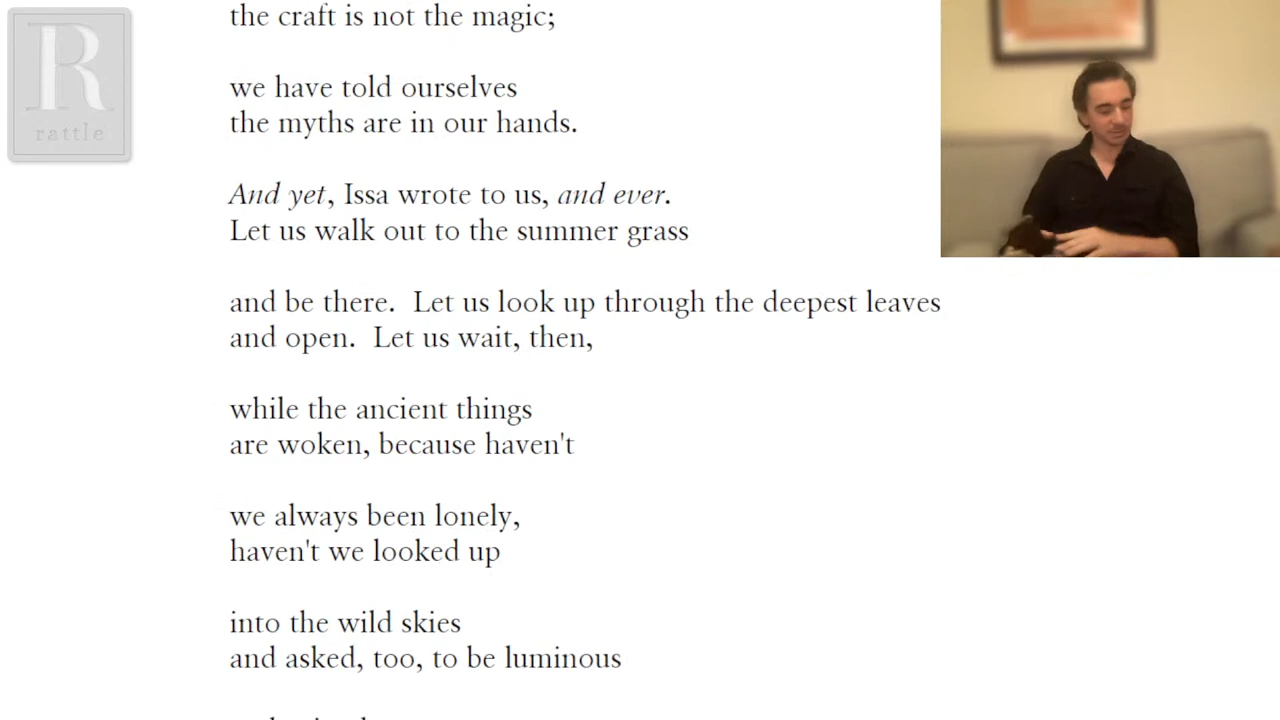 the craft is not the magic;
we have told ourselves
the myths are in our hands.
And yet, Issa wrote to us, and ever.
Let us walk out to the summer grass
and be there.  Let us look up through the deepest leaves
and open.  Let us wait, then,
while the ancient things
are woken, because haven't
we always been lonely,
haven't we looked up
into the wild skies
and asked, too, to be luminous
R
rattle